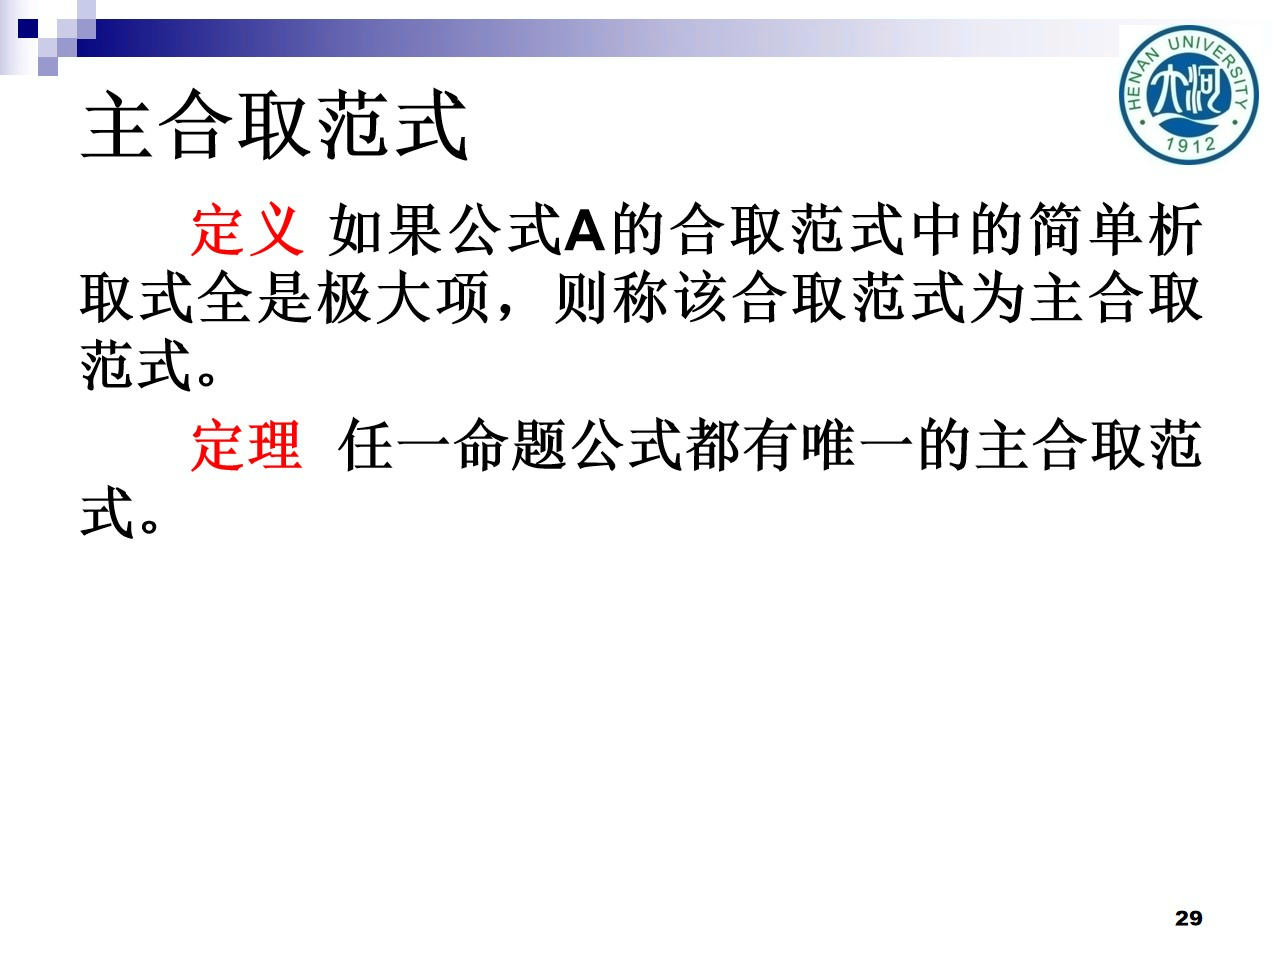 HENAN UNIVERSITY
1912
主合取范式
定义 如果公式A的合取范式中的简单析
取式全是极大项，则称该合取范式为主合取
范式。
定理 任一命题公式都有唯一的主合取范
式。
29